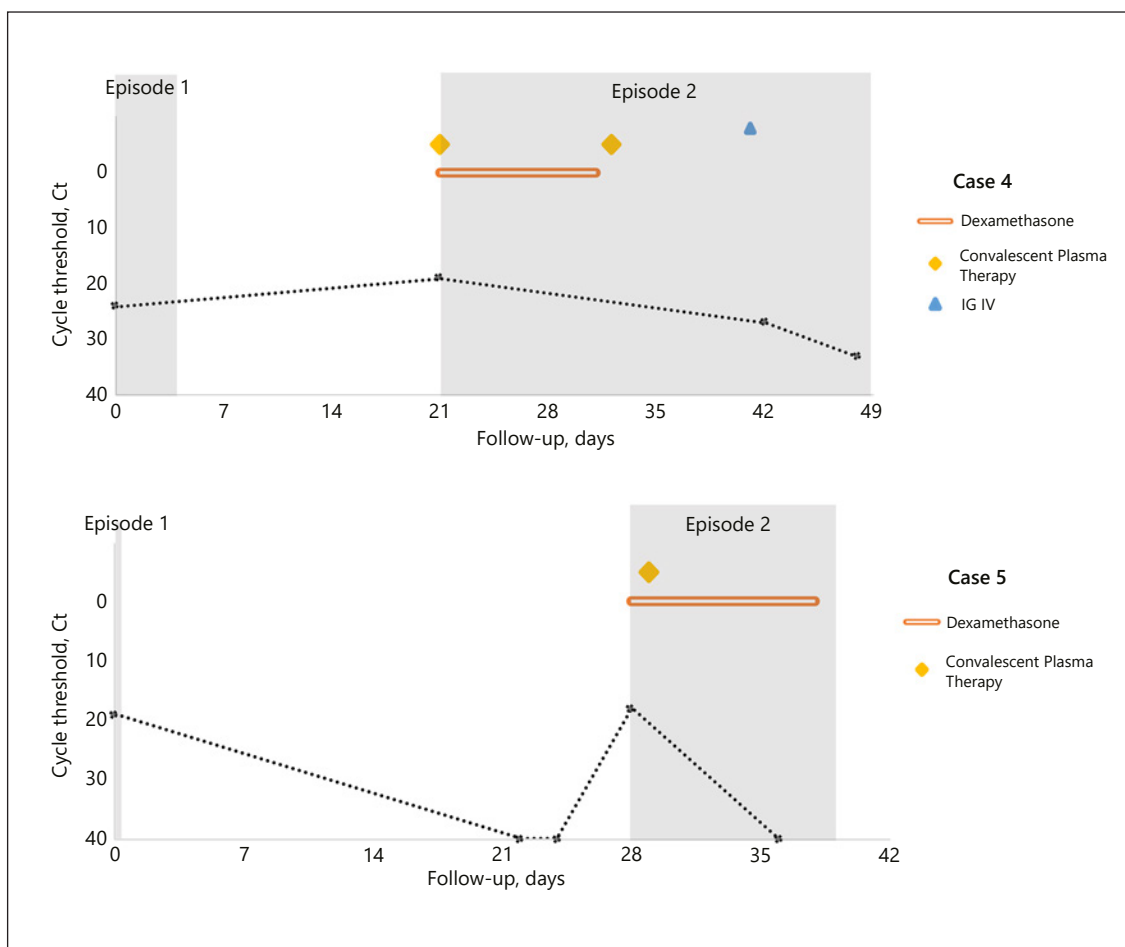 Episode 1
Episode 2
Cycle threshold, Ct
0
10
20
30
40
0 7 14 21 28 35 42 49
Follow-up, days
Case 4
Dexamethasone
Convalescent Plasma
Therapy
IG IV
Episode 1
Episode 2
Cycle threshold, Ct
0
10
20
30
40
0 7 14 21 28 35 42
Follow-up, days
Case 5
Dexamethasone
Convalescent Plasma
Therapy